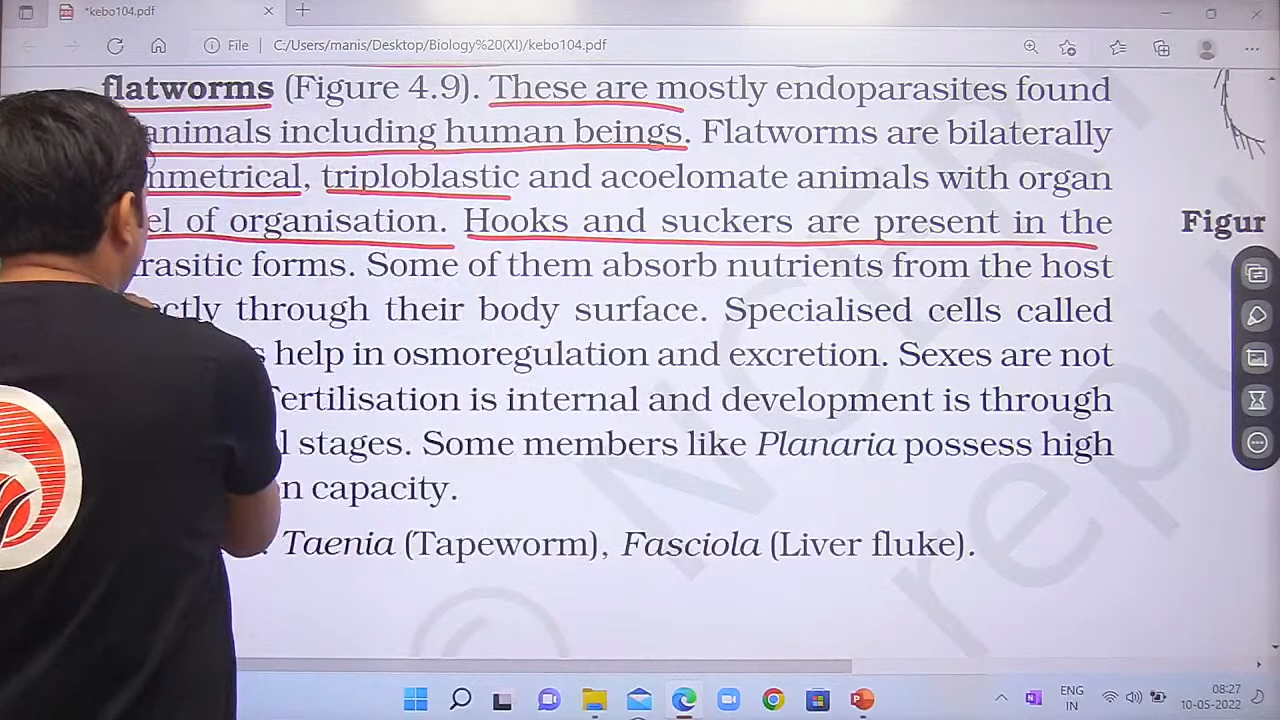 *kebo104.pdf
File | C:/Users/manis/Desktop/Biology%20(XI)/kebo104.pdf
flatworms (Figure 4.9). These are mostly endoparasites found
animals including human beings. Flatworms are bilaterally
mmetrical, triploblastic and acoelomate animals with organ
el of organisation. Hooks and suckers are present in the
Figur
rasitic forms. Some of them absorb nutrients from the host
ectly through their body surface. Specialised cells called
s help in osmoregulation and excretion. Sexes are not
Fertilisation is internal and development is through
l stages. Some members like Planaria possess high
n capacity.
Taenia (Tapeworm), Fasciola (Liver fluke).
© NCERT
repu
ENG
IN
08:27
10-05-2022